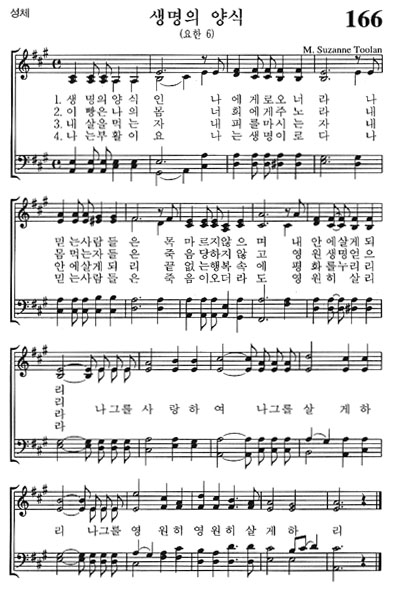 성체
생명의 양식
166
(요한 6)
M. Suzanne Toolan
1. 생 명의 양 식 인 나 에게로오 너 라 나
2. 이 빵은나 의 몸 너 희에게주 노 라 내
3. 내 살을먹 는 자 내 피를마시 는 자 내
4. 나 는부 활 이 요 나 는생명이 로 다 나
믿 는사람 들 은 목 마 르지않으 며 내 안 에살게 되
몸 먹는자 들 은 죽 음 당하지않 고 영 원생명 얻 으
안 에살게 되 리 끝 없 는행복 속 에 평 화를누 리 리
믿 는사람 들 은 죽 음 이오더라 도 영 원히 살 리
리
리
라
라
나그를 사 랑 하 여 나그를 살 게 하
리 나그를 영 원히 영 원히 살 게 하 리